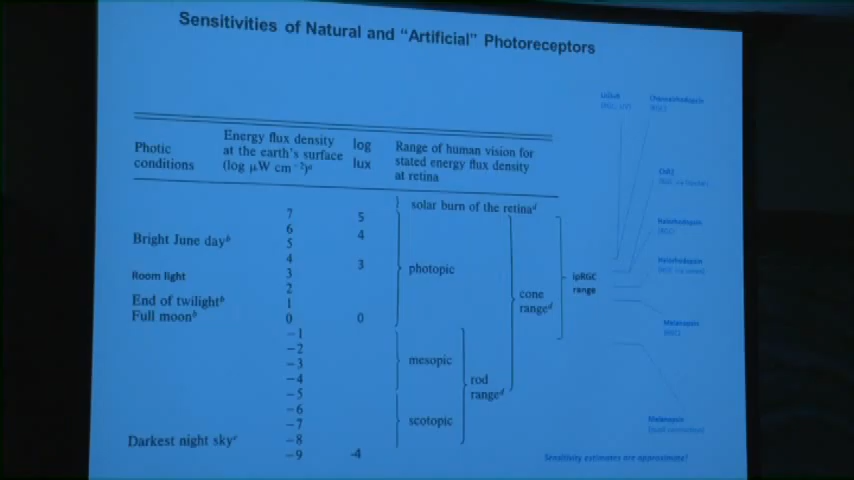 Sensitivities of Natural and “Artificial” Photoreceptors
Photic
conditions
Energy flux density
at the earth's surface
(log μW cm⁻²)ᵃ
log
lux
Range of human vision for
stated energy flux density
at retina
7
5
solar burn of the retinaᵈ
6
Bright June dayᵇ
5
4
4
3
Room light
3
2
End of twilightᵇ
1
Full moonᵇ
0
0
photopic
cone
rangeᵈ
ipRGC
range
−1
−2
−3
mesopic
−4
−5
rod
rangeᵈ
−6
−7
scotopic
Darkest night skyᶜ
−8
−9
-4
ChR2
Melanopsin
Melanopsin
Sensitivity estimates are approximate!